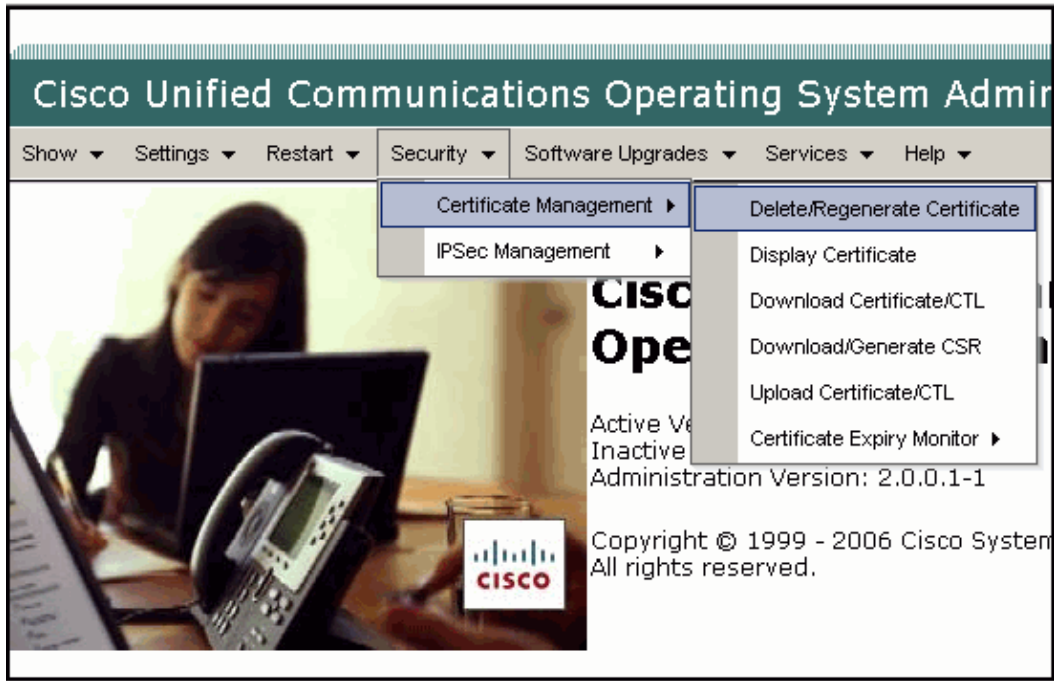 Cisco Unified Communications Operating System Admin
Show Settings Restart Security Software Upgrades Services Help
Certificate Management Delete/Regenerate Certificate
IPSec Management Display Certificate
Download Certificate/CTL
Download/Generate CSR
Upload Certificate/CTL
Certificate Expiry Monitor
Cisc
Ope
Active Ve
Inactive
Administration Version: 2.0.0.1-1
Copyright © 1999 - 2006 Cisco System
All rights reserved.
CISCO